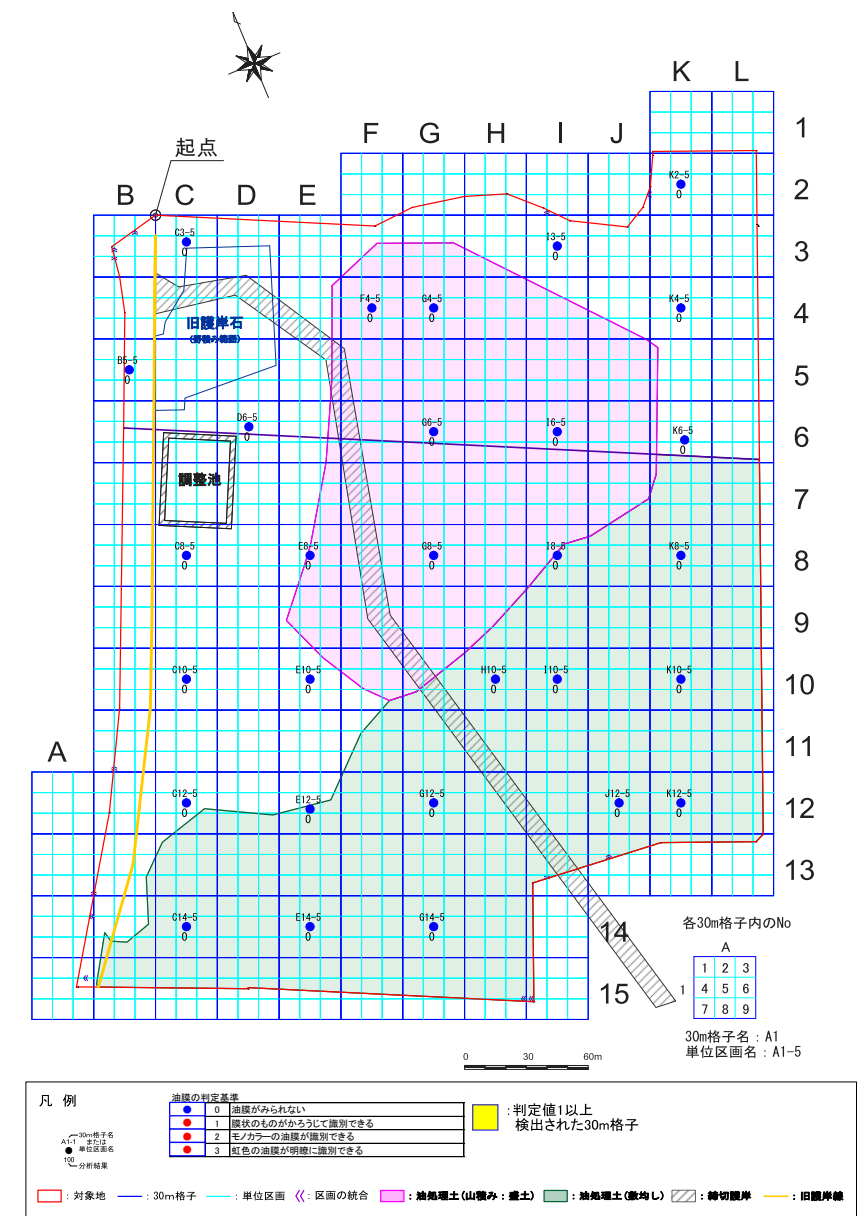 K L
1
F G H I J
起点
2
K2-5
0
B C D E
3
C3-5
0
I3-5
0
4
F4-5
0
G4-5
0
K4-5
0
旧護岸石
(野積み範囲)
5
B5-5
0
6
D6-5
0
G6-5
0
I6-5
0
K6-5
0
調整池
7
8
C8-5
0
E8-5
0
G8-5
0
I8-5
0
K8-5
0
9
10
C10-5
0
E10-5
0
H10-5
0
I10-5
0
K10-5
0
11
A
12
C12-5
0
E12-5
0
G12-5
0
J12-5
0
K12-5
0
13
14
C14-5
0
E14-5
0
G14-5
0
15
各30m格子内のNo
A
1 2 3
1 4 5 6
7 8 9
30m格子名：A1
単位区画名：A1-5
0 30 60m
凡 例
30m格子名
または
単位区画名
A1-1
100
分析結果
油膜の判定基準
0 油膜がみられない
1 膜状のものがかろうじて識別できる
2 モノカラーの油膜が識別できる
3 虹色の油膜が明瞭に識別できる
：判定値1以上
検出された30m格子
：対象地 ：30m格子 ：単位区画 ：区画の統合 ：油処理土(山積み：盛土) ：油処理土(敷均し) ：締切護岸 ：旧護岸線